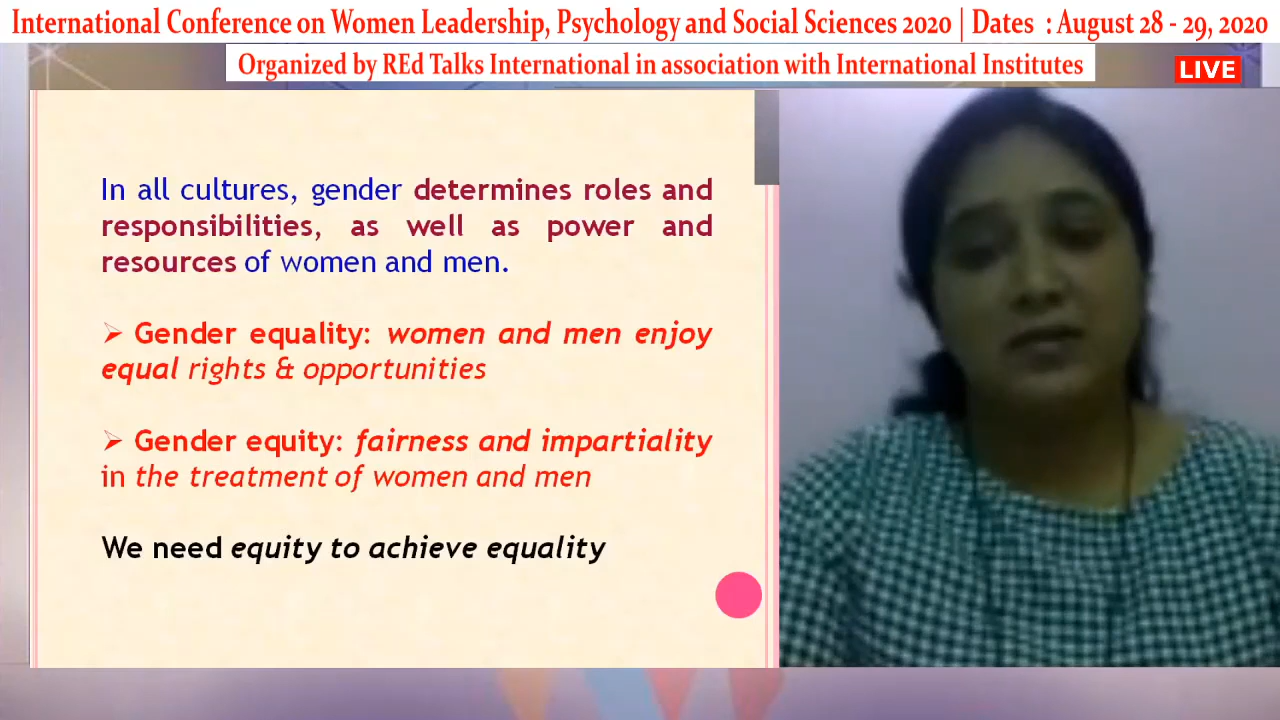 International Conference on Women Leadership, Psychology and Social Sciences 2020 | Dates : August 28 - 29, 2020
Organized by REd Talks International in association with International Institutes
LIVE
In all cultures, gender determines roles and
responsibilities, as well as power and
resources of women and men.
➢ Gender equality: women and men enjoy
equal rights & opportunities
➢ Gender equity: fairness and impartiality
in the treatment of women and men
We need equity to achieve equality